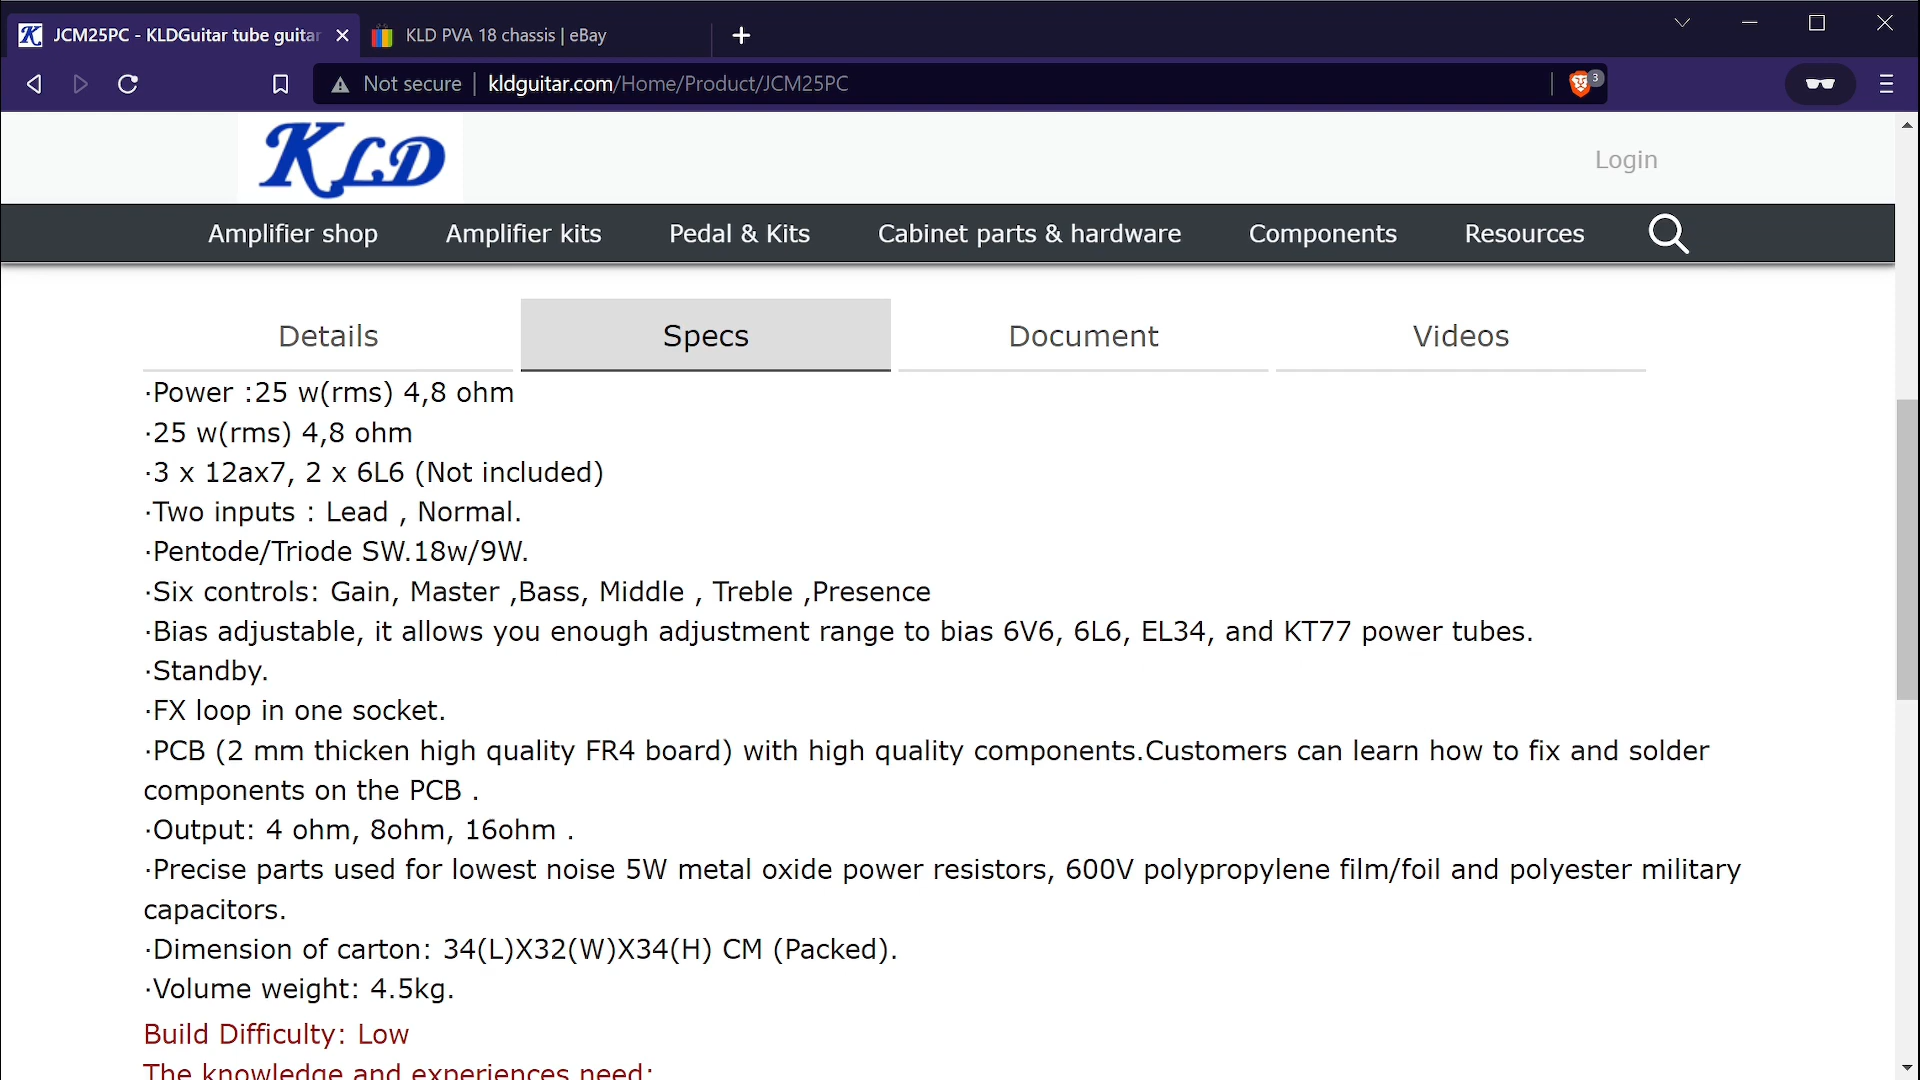 JCM25PC - KLDGuitar tube guitar
KLD PVA 18 chassis | eBay
Not secure
kldguitar.com/Home/Product/JCM25PC
3
KLD
Login
Amplifier shop
Amplifier kits
Pedal & Kits
Cabinet parts & hardware
Components
Resources
Details
Specs
Document
Videos
·Power :25 w(rms) 4,8 ohm
·25 w(rms) 4,8 ohm
·3 x 12ax7, 2 x 6L6 (Not included)
·Two inputs : Lead , Normal.
·Pentode/Triode SW.18w/9W.
·Six controls: Gain, Master ,Bass, Middle , Treble ,Presence
·Bias adjustable, it allows you enough adjustment range to bias 6V6, 6L6, EL34, and KT77 power tubes.
·Standby.
·FX loop in one socket.
·PCB (2 mm thicken high quality FR4 board) with high quality components.Customers can learn how to fix and solder
components on the PCB .
·Output: 4 ohm, 8ohm, 16ohm .
·Precise parts used for lowest noise 5W metal oxide power resistors, 600V polypropylene film/foil and polyester military
capacitors.
·Dimension of carton: 34(L)X32(W)X34(H) CM (Packed).
·Volume weight: 4.5kg.
Build Difficulty: Low
The knowledge and experiences need: